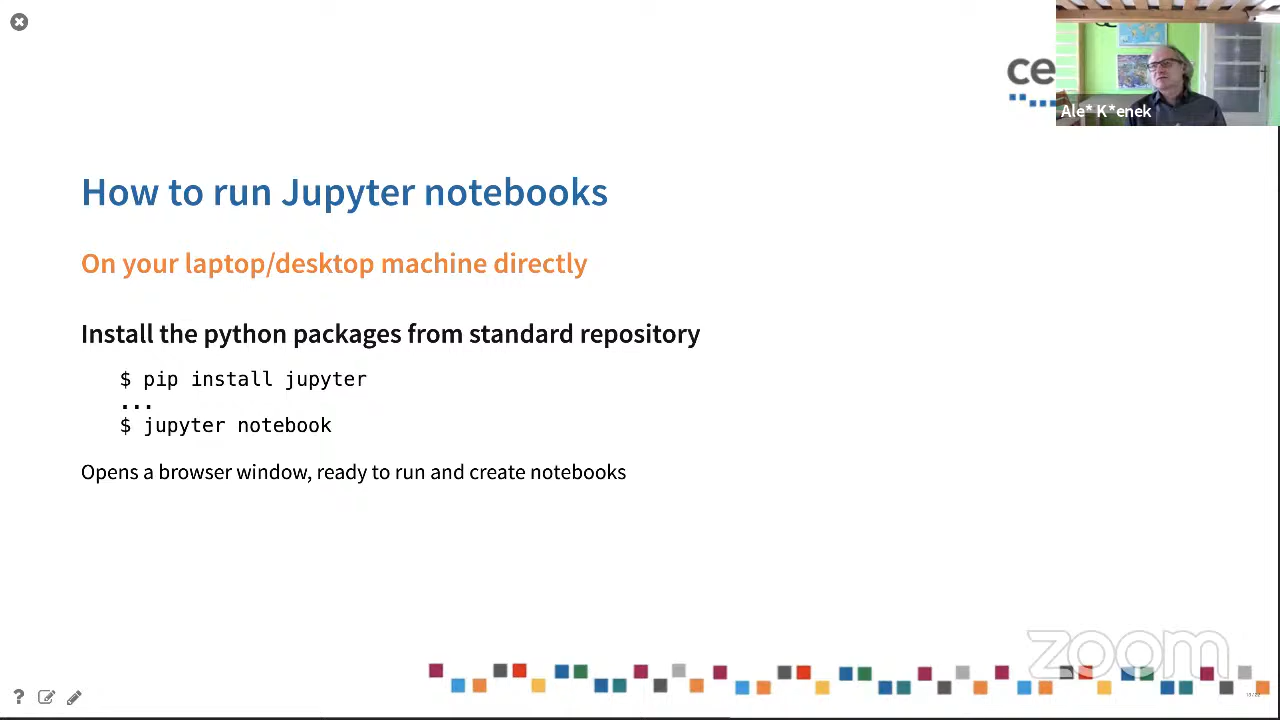 ce
Ale* K*enek
How to run Jupyter notebooks
On your laptop/desktop machine directly
Install the python packages from standard repository
$ pip install jupyter
...
$ jupyter notebook
Opens a browser window, ready to run and create notebooks
zoom
?